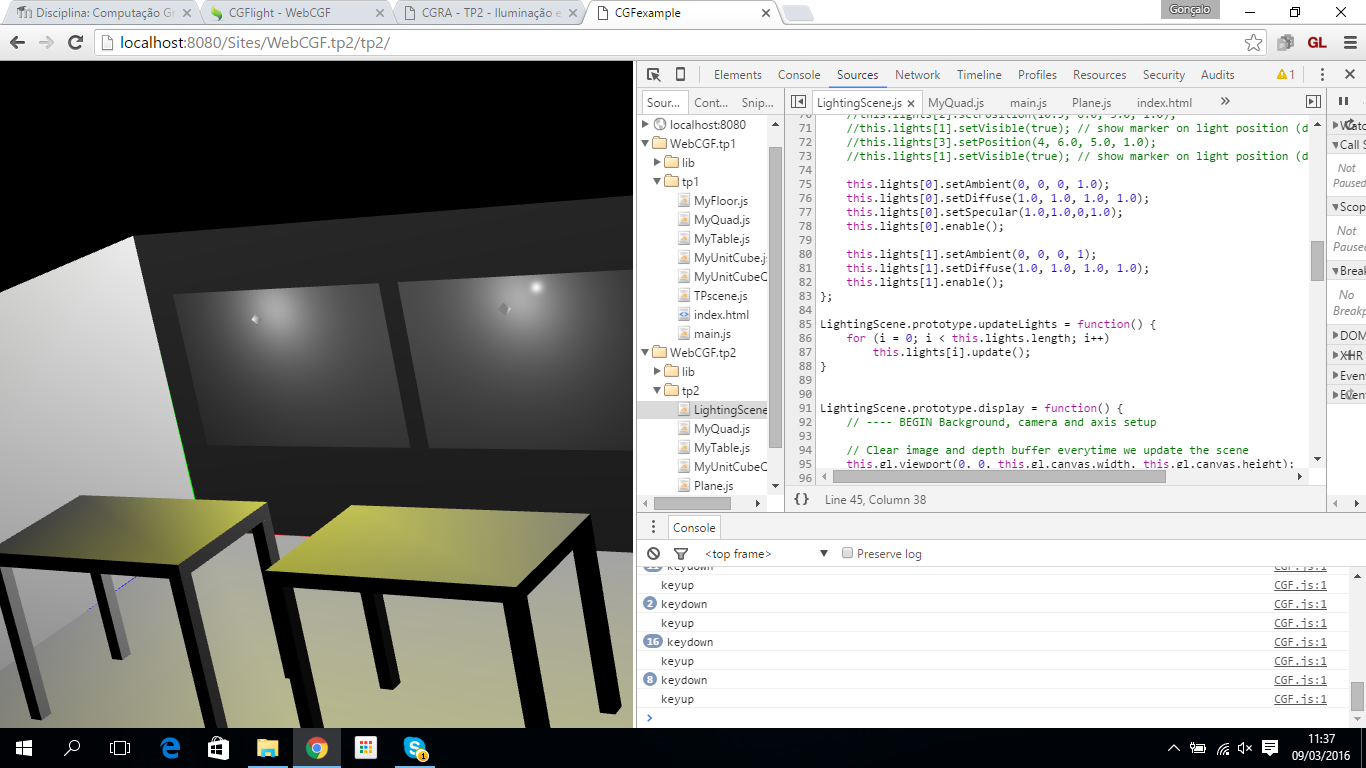 Disciplina: Computação Gr
CGFlight - WebCGF
CGRA - TP2 - Iluminação e
CGFexample
Gonçalo
localhost:8080/Sites/WebCGF.tp2/tp2/
GL
Elements Console Sources Network Timeline Profiles Resources Security Audits
1
Sour... Cont... Snip...
LightingScene.js MyQuad.js main.js Plane.js index.html
localhost:8080
WebCGF.tp1
lib
tp1
MyFloor.js
MyQuad.js
MyTable.js
MyUnitCube.j
MyUnitCubeQ
TPscene.js
index.html
main.js
WebCGF.tp2
lib
tp2
LightingScene
MyQuad.js
MyTable.js
MyUnitCubeQ
Plane.js
71 //this.lights[1].setVisible(true); // show marker on light position (d
72 //this.lights[3].setPosition(4, 6.0, 5.0, 1.0);
73 //this.lights[1].setVisible(true); // show marker on light position (d
74
75 this.lights[0].setAmbient(0, 0, 0, 1.0);
76 this.lights[0].setDiffuse(1.0, 1.0, 1.0, 1.0);
77 this.lights[0].setSpecular(1.0,1.0,0,1.0);
78 this.lights[0].enable();
79
80 this.lights[1].setAmbient(0, 0, 0, 1);
81 this.lights[1].setDiffuse(1.0, 1.0, 1.0, 1.0);
82 this.lights[1].enable();
83 };
84
85 LightingScene.prototype.updateLights = function() {
86 for (i = 0; i < this.lights.length; i++)
87 this.lights[i].update();
88 }
89
90
91 LightingScene.prototype.display = function() {
92 // ---- BEGIN Background, camera and axis setup
93
94 // Clear image and depth buffer everytime we update the scene
95 this.gl.viewport(0, 0, this.gl.canvas.width, this.gl.canvas.height);
96
{} Line 45, Column 38
Watc
Call S
Not
Paused
Scop
Not
Paused
Break
No
Breakp
DOM
XHR
Event
Event
Console
<top frame> Preserve log
keydown CGF.js:1
keyup CGF.js:1
2 keydown CGF.js:1
keyup CGF.js:1
16 keydown CGF.js:1
keyup CGF.js:1
8 keydown CGF.js:1
keyup CGF.js:1
1
11:37
09/03/2016